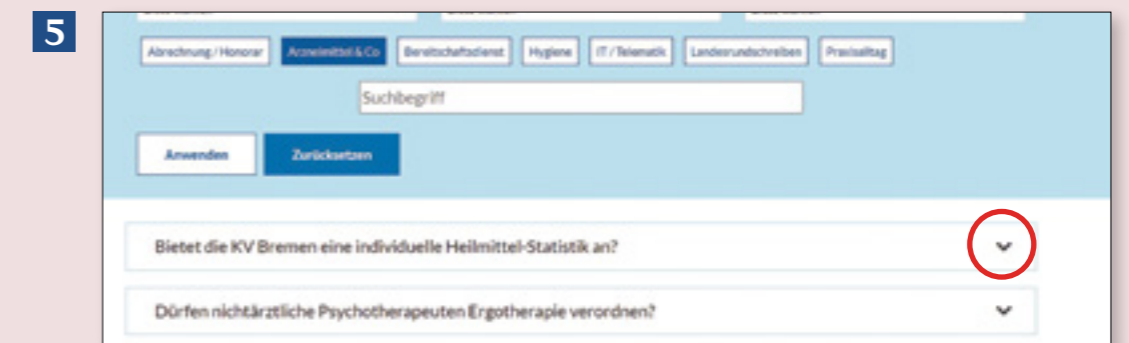 5
Abrechnung / Honorar Arzneimittel & Co Bereitschaftsdienst Hygiene IT / Telematik Landesrundschreiben Praxisalltag
Suchbegriff
Anwenden Zurücksetzen
Bietet die KV Bremen eine individuelle Heilmittel-Statistik an?
Dürfen nichtärztliche Psychotherapeuten Ergotherapie verordnen?